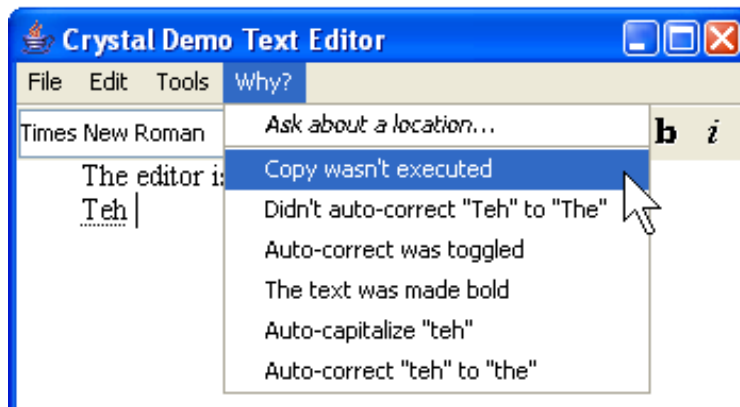 Crystal Demo Text Editor
File Edit Tools Why?
Times New Roman
b i
Ask about a location...
The editor is
Copy wasn't executed
Teh
Didn't auto-correct "Teh" to "The"
Auto-correct was toggled
The text was made bold
Auto-capitalize "teh"
Auto-correct "teh" to "the"